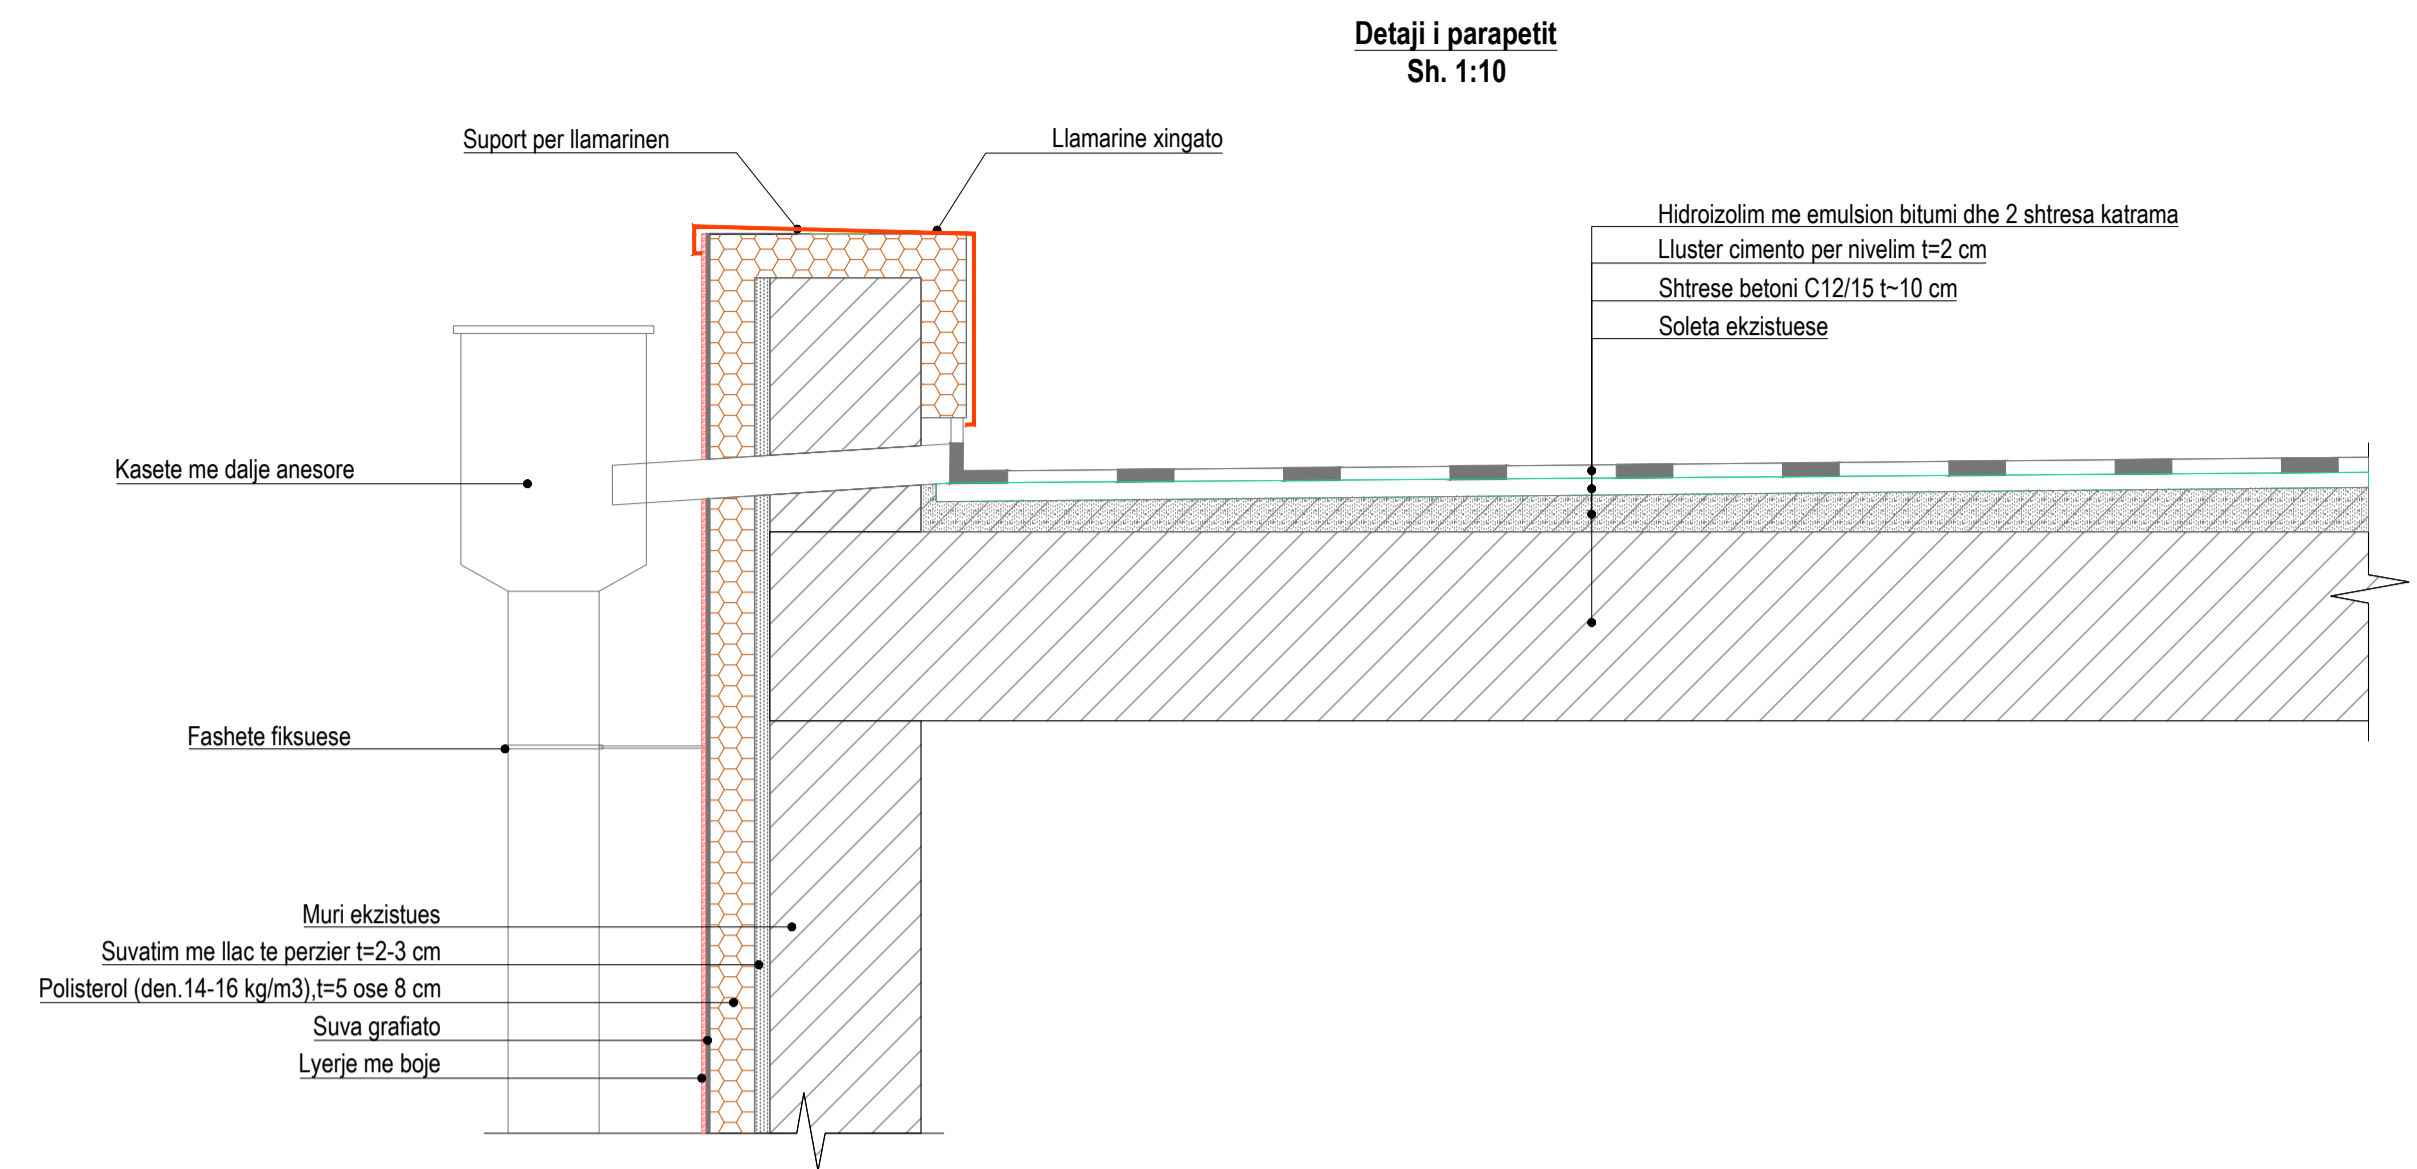 Detaji i parapetit
Sh. 1:10
Suport per llamarinen
Llamarine xingato
Hidroizolim me emulsion bitumi dhe 2 shtresa katrama
Lluster cimento per nivelim t=2 cm
Shtrese betoni C12/15 t~10 cm
Soleta ekzistuese
Kasete me dalje anesore
Fashete fiksuese
Muri ekzistues
Suvatim me llac te perzier t=2-3 cm
Polisterol (den.14-16 kg/m3),t=5 ose 8 cm
Suva grafiato
Lyerje me boje